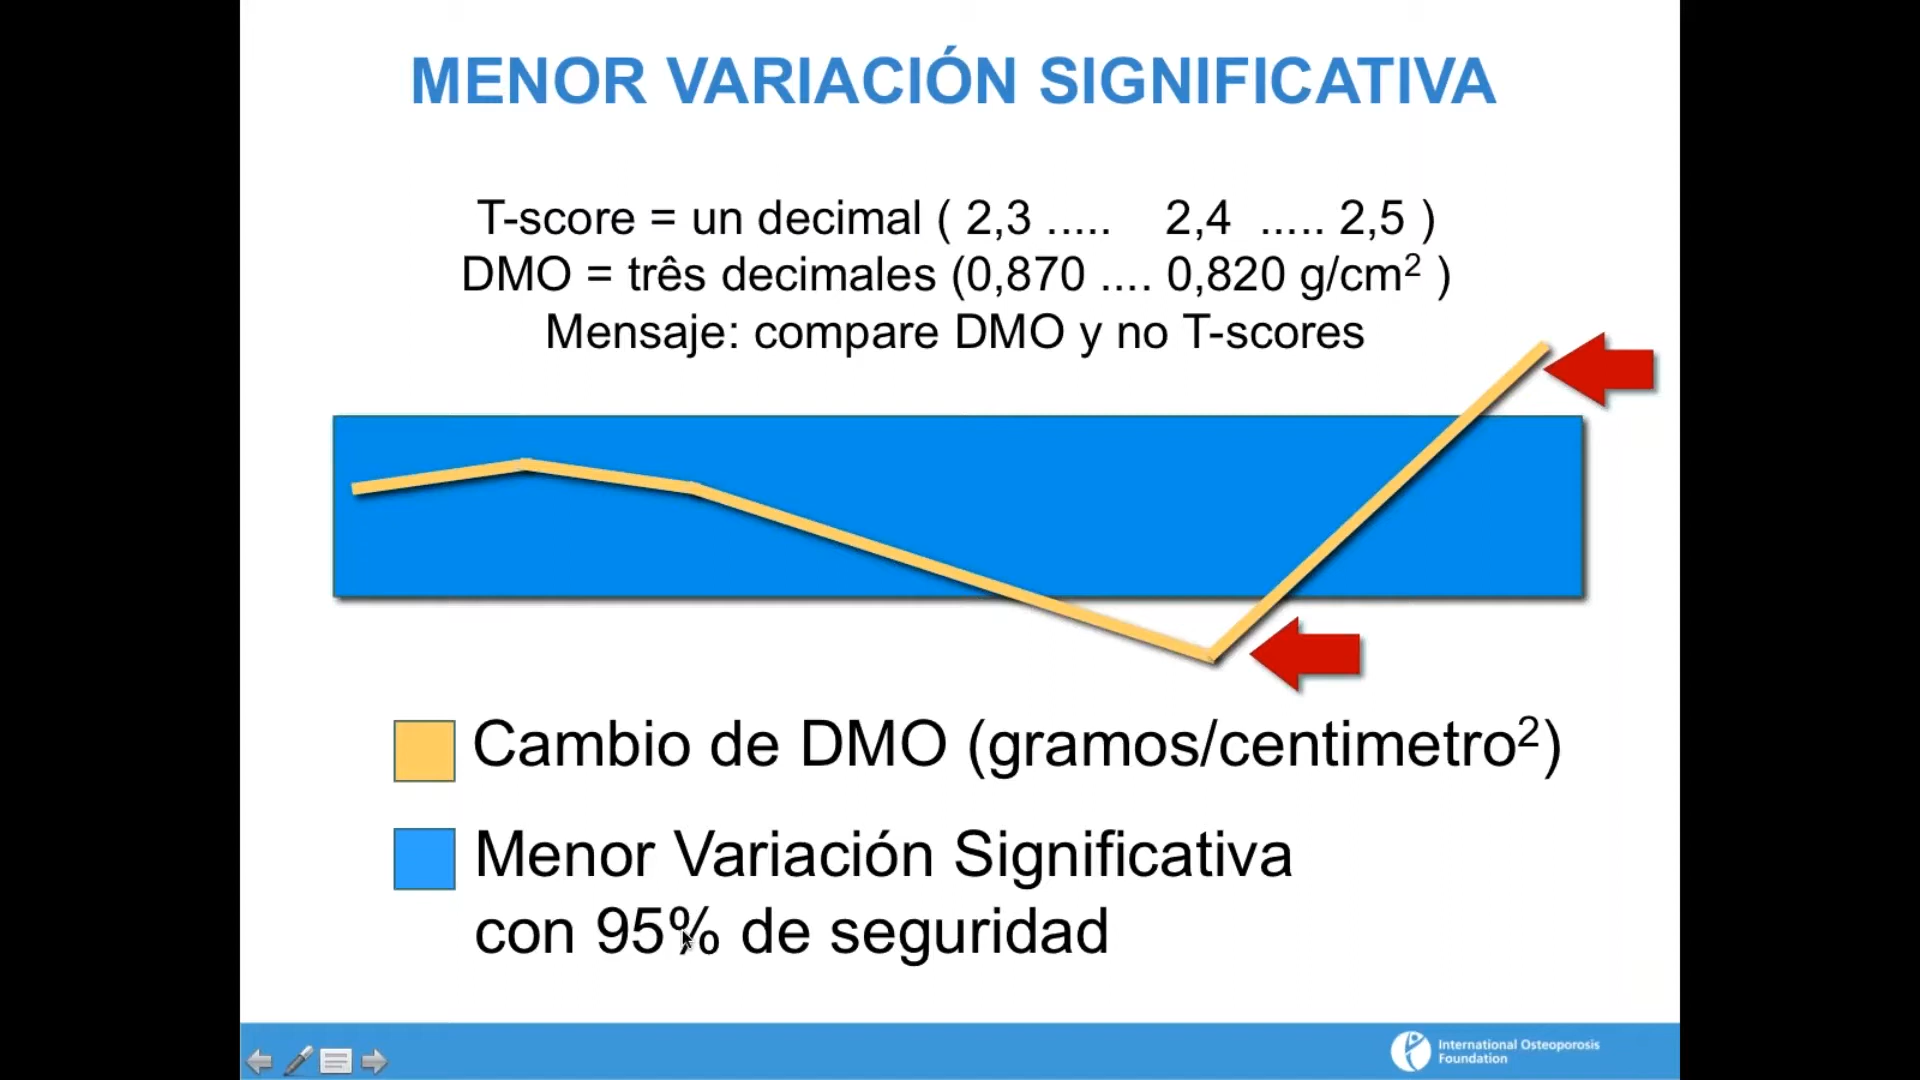 MENOR VARIACIÓN SIGNIFICATIVA
T-score = un decimal ( 2,3 ..... 2,4 ..... 2,5 )
DMO = três decimales (0,870 .... 0,820 g/cm² )
Mensaje: compare DMO y no T-scores
Cambio de DMO (gramos/centimetro²)
Menor Variación Significativa
con 95% de seguridad
International Osteoporosis
Foundation